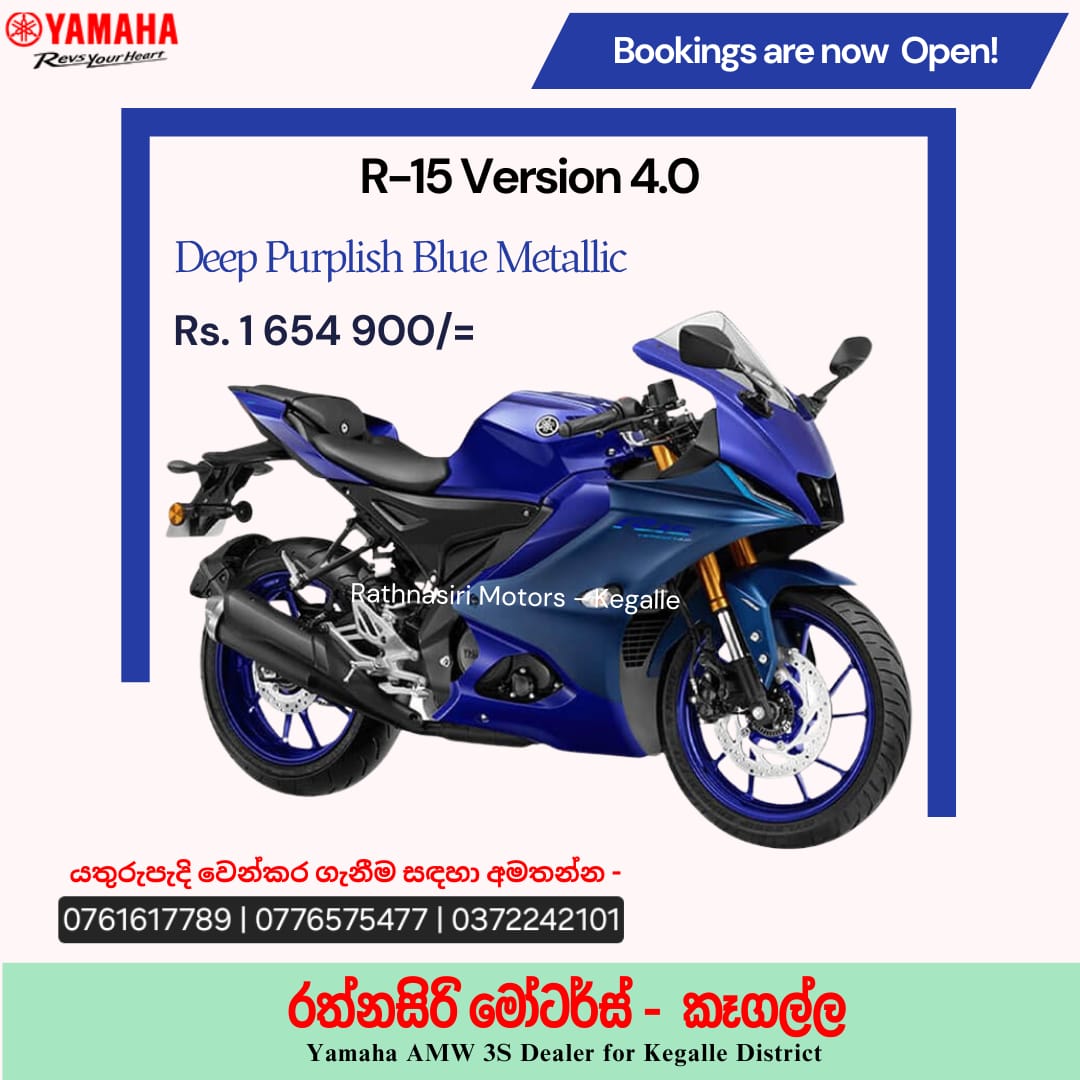 YAMAHA
Revs Your Heart
Bookings are now Open!
R-15 Version 4.0
Deep Purplish Blue Metallic
Rs. 1 654 900/=
Rathnasiri Motors - Kegalle
යතුරුපැදි වෙන්කර ගැනීම සඳහා අමතන්න -
0761617789 | 0776575477 | 0372242101
රත්නසිරි මෝටර්ස් - කෑගල්ල
Yamaha AMW 3S Dealer for Kegalle District